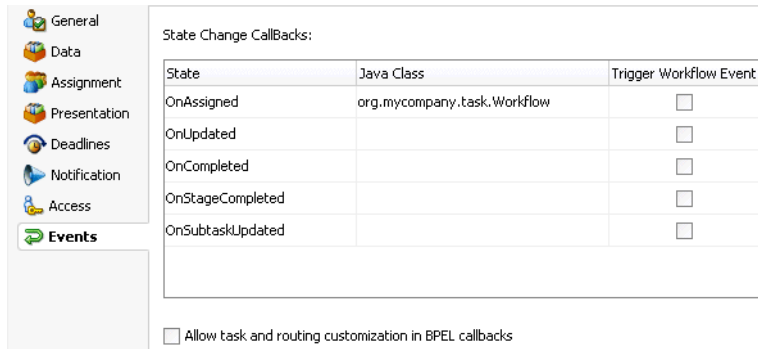 General
Data
Assignment
Presentation
Deadlines
Notification
Access
Events
State Change CallBacks:
State Java Class Trigger Workflow Event
OnAssigned org.mycompany.task.Workflow
OnUpdated
OnCompleted
OnStageCompleted
OnSubtaskUpdated
Allow task and routing customization in BPEL callbacks